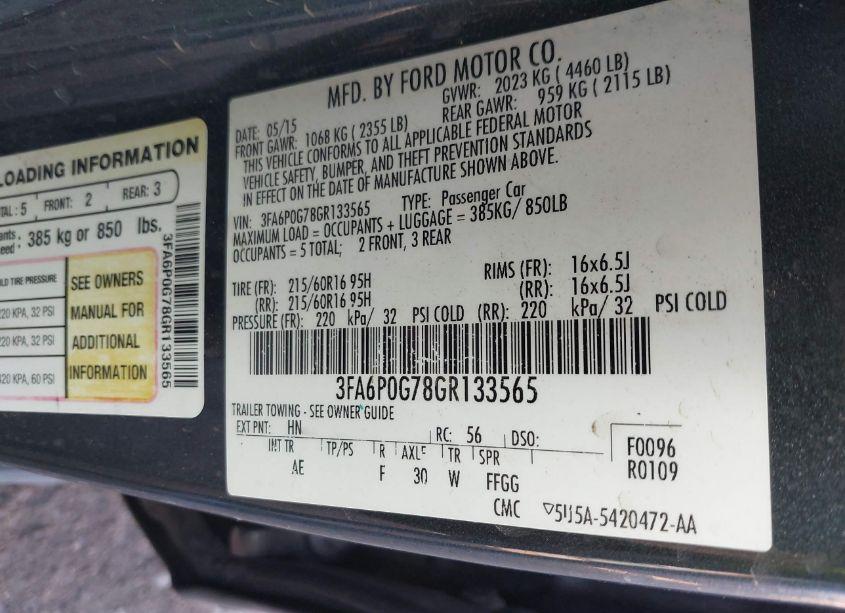 LOADING INFORMATION
TOTAL : 5 FRONT: 2 REAR: 3
385 kg or 850 lbs.
TIRE PRESSURE
220 KPA, 32 PSI
220 KPA, 32 PSI
420 KPA, 60 PSI
SEE OWNERS
MANUAL FOR
ADDITIONAL
INFORMATION
3FA6P0G78GR133565
MFD. BY FORD MOTOR CO.
DATE: 05/15 GVWR: 2023 KG ( 4460 LB)
FRONT GAWR: 1068 KG ( 2355 LB) REAR GAWR: 959 KG ( 2115 LB)
THIS VEHICLE CONFORMS TO ALL APPLICABLE FEDERAL MOTOR
VEHICLE SAFETY, BUMPER, AND THEFT PREVENTION STANDARDS
IN EFFECT ON THE DATE OF MANUFACTURE SHOWN ABOVE.
VIN: 3FA6P0G78GR133565 TYPE: Passenger Car
MAXIMUM LOAD = OCCUPANTS + LUGGAGE = 385KG/ 850LB
OCCUPANTS = 5 TOTAL; 2 FRONT, 3 REAR
TIRE (FR): 215/60R16 95H RIMS (FR): 16x6.5J
(RR): 215/60R16 95H (RR): 16x6.5J
PRESSURE (FR): 220 kPa/ 32 PSI COLD (RR): 220 kPa/ 32 PSI COLD
3FA6P0G78GR133565
TRAILER TOWING - SEE OWNER GUIDE
EXT PNT: HN RC: 56 DSO: F0096
INT TR TP/PS R AXLE TR SPR R0109
AE F 30 W FFGG
CMC ▽5U5A-5420472-AA